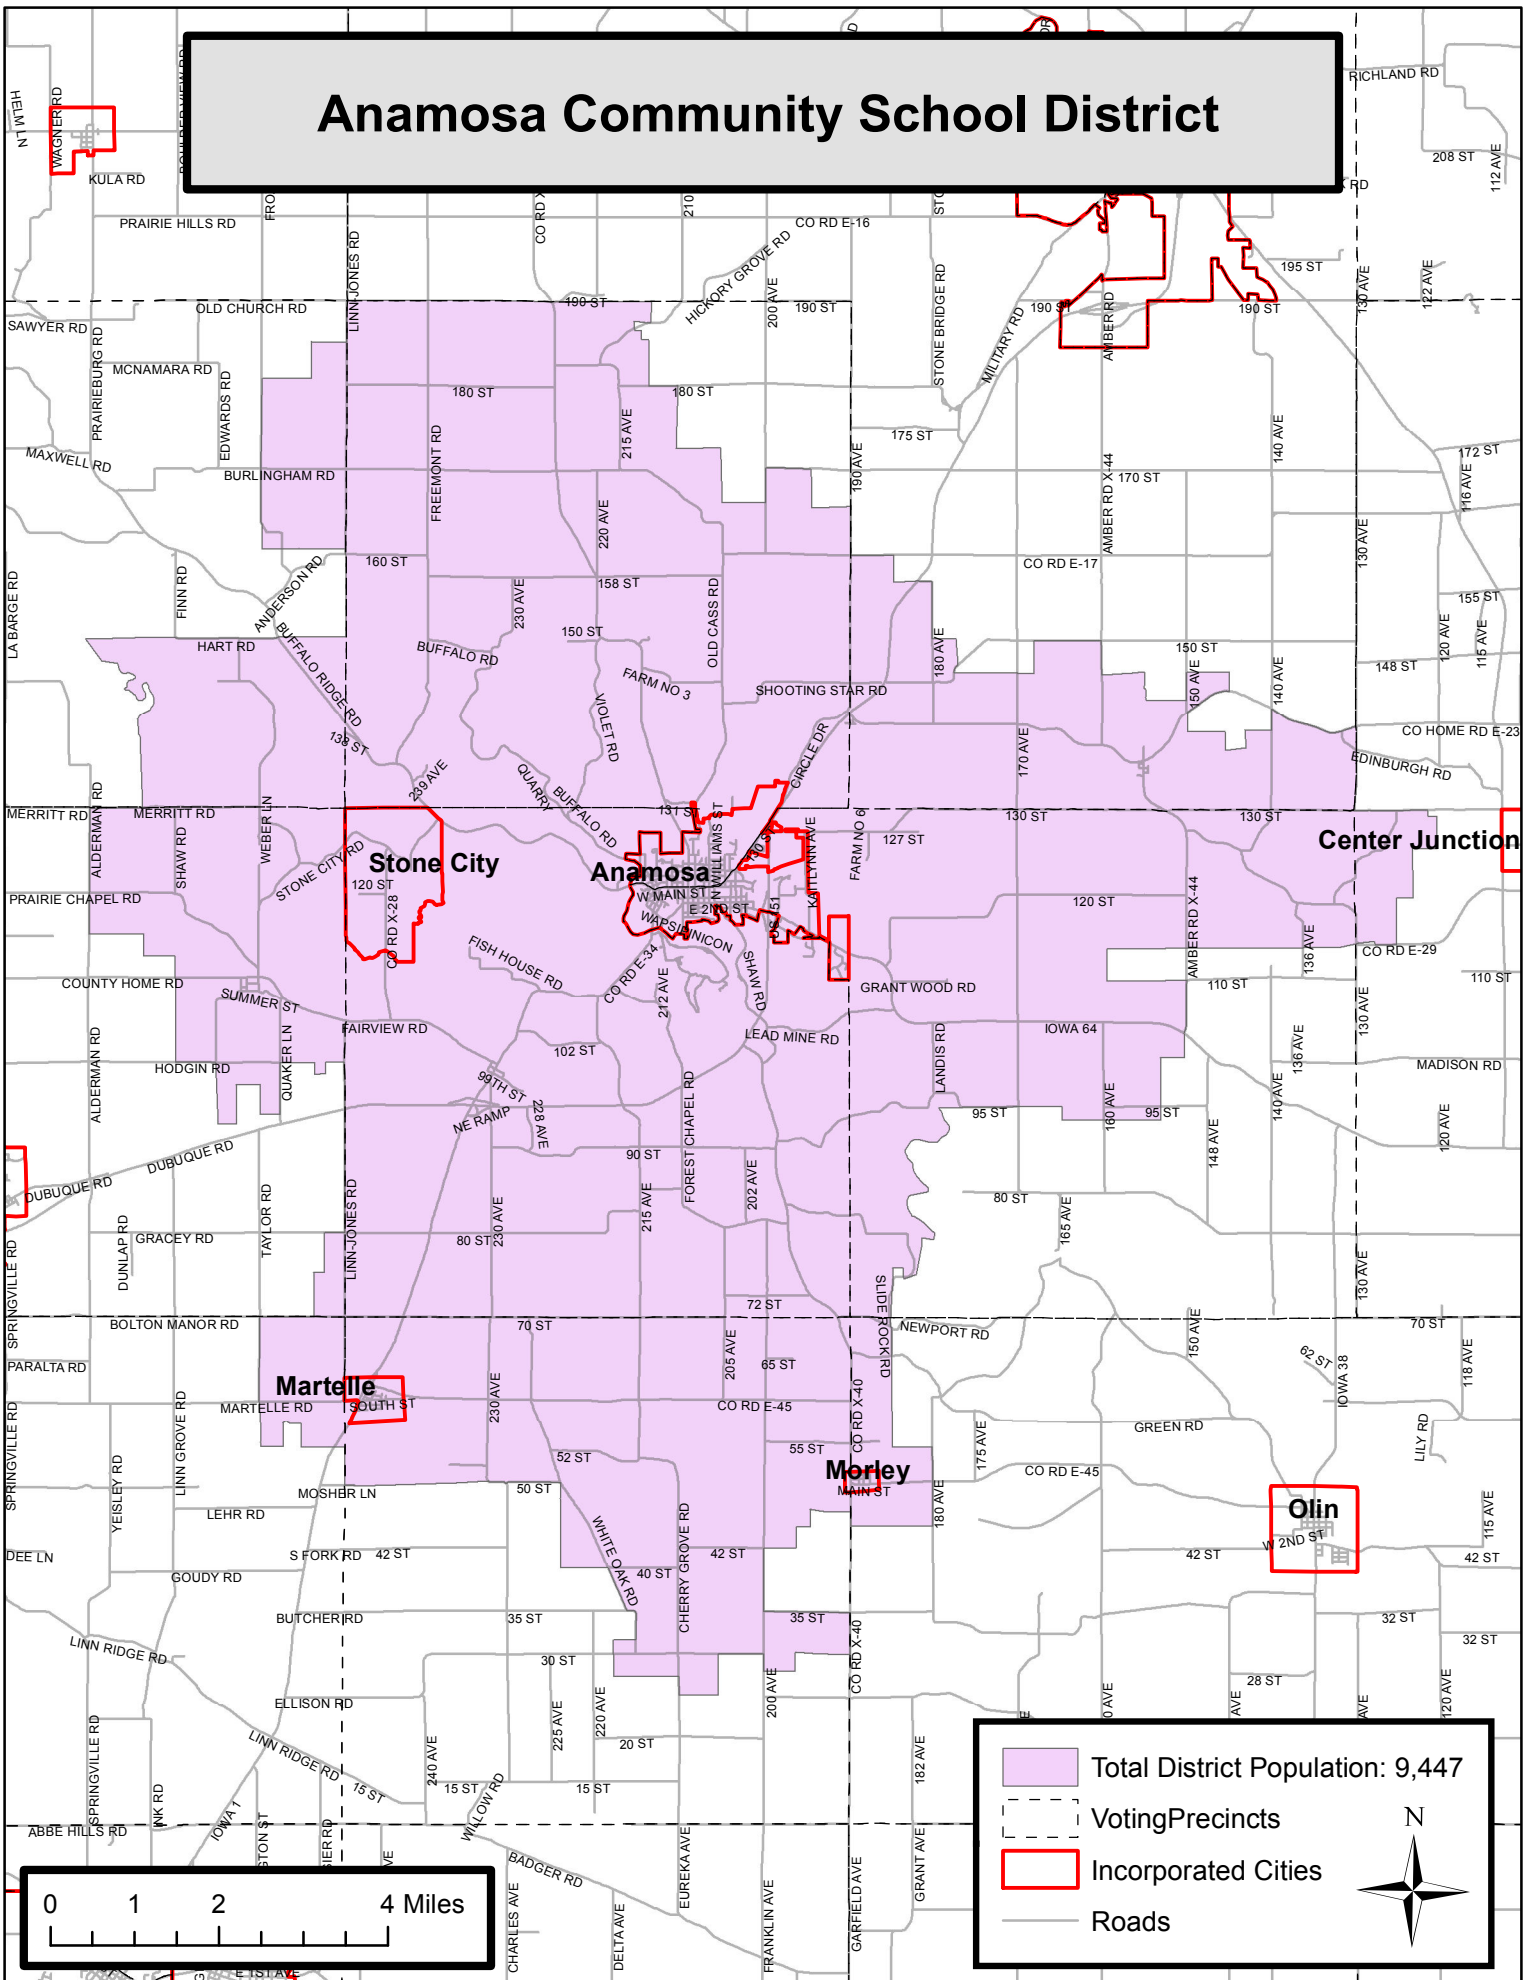 Anamosa Community School District
HELM LN
WAGNER RD
KULA RD
PRAIRIE HILLS RD
LINN-JONES RD
CO RD E-16
HICKORY GROVE RD
200 AVE
STONE BRIDGE RD
RICHLAND RD
208 ST
112 AVE
195 ST
130 AVE
122 AVE
SAWYER RD
OLD CHURCH RD
190 ST
190 ST
190 ST
190 ST
MILITARY RD
AMBER RD
PRAIRIEBURG RD
MCNAMARA RD
EDWARDS RD
180 ST
180 ST
215 AVE
175 ST
140 AVE
172 ST
MAXWELL RD
BURLINGHAM RD
FREEMONT RD
190 AVE
AMBER RD X-44
170 ST
116 AVE
220 AVE
LA BARGE RD
FINN RD
ANDERSON RD
160 ST
230 AVE
158 ST
OLD CASS RD
CO RD E-17
130 AVE
155 ST
HART RD
BUFFALO RIDGE RD
BUFFALO RD
150 ST
FARM NO 3
SHOOTING STAR RD
180 AVE
150 ST
150 AVE
140 AVE
148 ST
120 AVE
115 AVE
138 ST
239 AVE
VIOLET RD
QUARRY
BUFFALO RD
CIRCLE DR
170 AVE
CO HOME RD E-23
EDINBURGH RD
MERRITT RD
ALDERMAN RD
MERRITT RD
SHAW RD
WEBER LN
STONE CITY RD
Stone City
120 ST
CO RD X-28
131 ST
N WILLIAMS ST
130 ST
Anamosa
W MAIN ST
E 2ND ST
WAPSIPINICON
US 151
KAITLYNN AVE
FARM NO 6
127 ST
130 ST
130 ST
Center Junction
PRAIRIE CHAPEL RD
120 ST
AMBER RD X-44
136 AVE
CO RD E-29
COUNTY HOME RD
SUMMER ST
FISH HOUSE RD
CO RD E-34
212 AVE
SHAW RD
GRANT WOOD RD
110 ST
110 ST
130 AVE
ALDERMAN RD
QUAKER LN
FAIRVIEW RD
102 ST
LEAD MINE RD
LANDIS RD
IOWA 64
136 AVE
HODGIN RD
99TH ST
NE RAMP
228 AVE
FOREST CHAPEL RD
95 ST
160 AVE
95 ST
140 AVE
MADISON RD
148 AVE
120 AVE
DUBUQUE RD
DUBUQUE RD
90 ST
202 AVE
215 AVE
TAYLOR RD
LINN-JONES RD
230 AVE
80 ST
80 ST
165 AVE
DUNLAP RD
GRACEY RD
SPRINGVILLE RD
72 ST
SLIDE ROCK RD
130 AVE
BOLTON MANOR RD
70 ST
NEWPORT RD
150 AVE
70 ST
PARALTA RD
205 AVE
65 ST
62 ST
IOWA 38
118 AVE
Martelle
MARTELLE RD
SOUTH ST
230 AVE
CO RD E-45
CO RD X-40
GREEN RD
LILY RD
SPRINGVILLE RD
YEISLEY RD
LINN GROVE RD
52 ST
55 ST
Morley
MAIN ST
175 AVE
CO RD E-45
MOSHER LN
50 ST
180 AVE
Olin
W 2ND ST
115 AVE
LEHR RD
DEE LN
S FORK RD
42 ST
WHITE OAK RD
42 ST
42 ST
42 ST
GOUDY RD
40 ST
CHERRY GROVE RD
BUTCHER RD
35 ST
35 ST
32 ST
LINN RIDGE RD
30 ST
CO RD X-40
32 ST
28 ST
ELLISON RD
225 AVE
220 AVE
200 AVE
120 AVE
LINN RIDGE RD
SPRINGVILLE RD
20 ST
240 AVE
15 ST
15 ST
15 ST
182 AVE
ABBE HILLS RD
IOWA 1
WILLOW RD
BADGER RD
EUREKA AVE
GRANT AVE
CHARLES AVE
DELTA AVE
FRANKLIN AVE
GARFIELD AVE
E 1ST AVE
0 1 2 4 Miles
Total District Population: 9,447
VotingPrecincts
Incorporated Cities
Roads
N